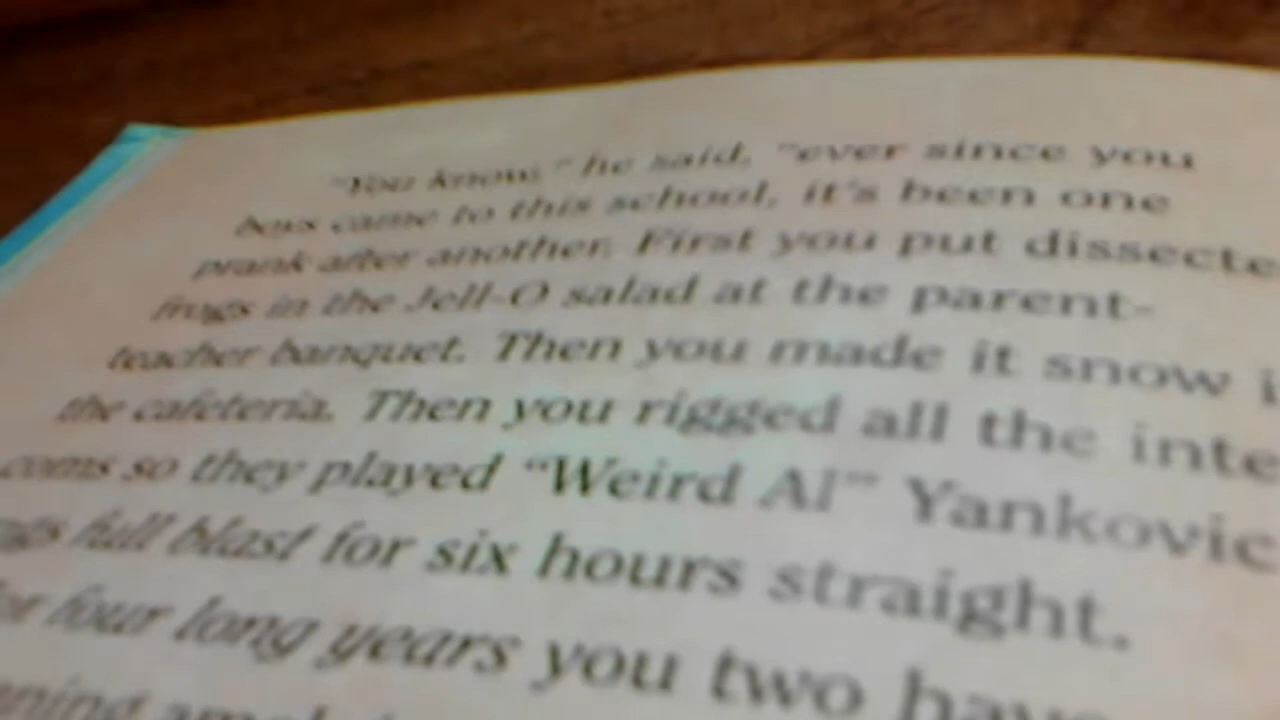 "You know," he said, "ever since you
boys came to this school, it's been one
prank after another. First you put dissecte
frogs in the Jell-O salad at the parent-
teacher banquet. Then you made it snow i
the cafeteria. Then you rigged all the inte
coms so they played "Weird Al" Yankovic
gs full blast for six hours straight.
for four long years you two have